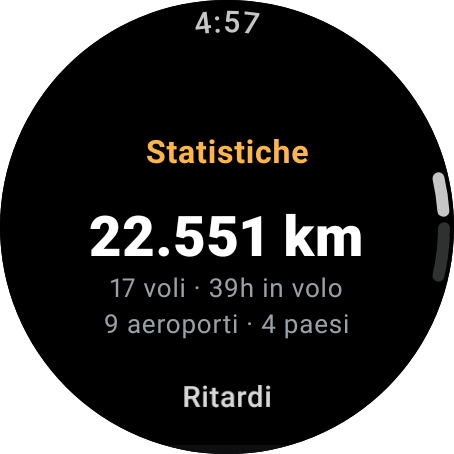 4:57
Statistiche
22.551 km
17 voli · 39h in volo
9 aeroporti · 4 paesi
Ritardi